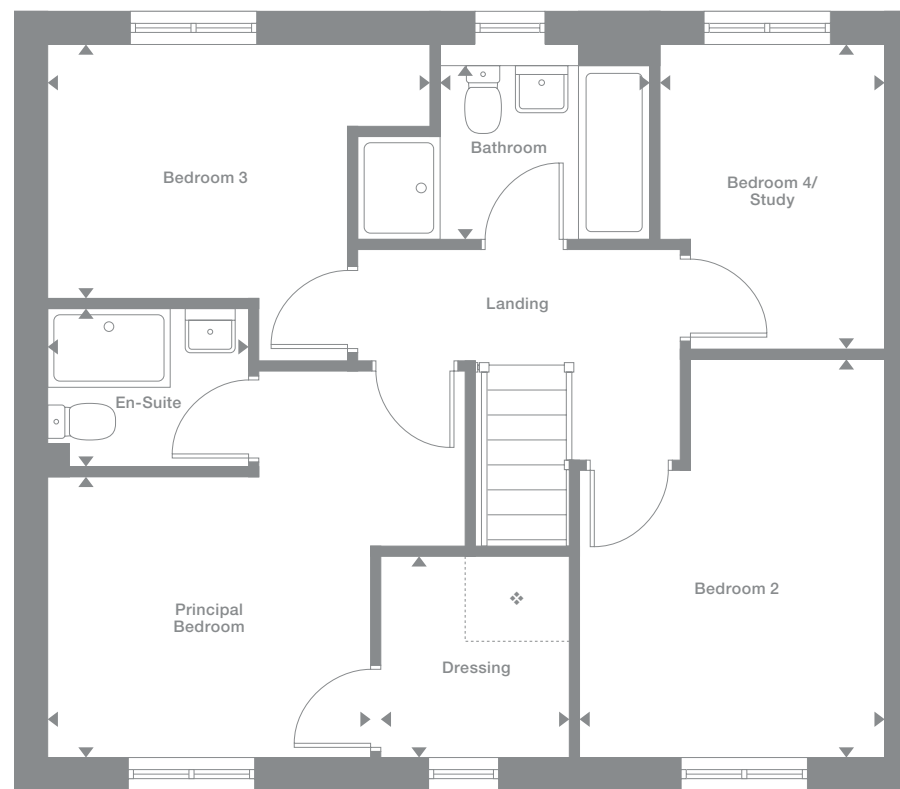 Bedroom 3
Bathroom
Bedroom 4/
Study
Landing
En-Suite
Principal
Bedroom
Dressing
Bedroom 2